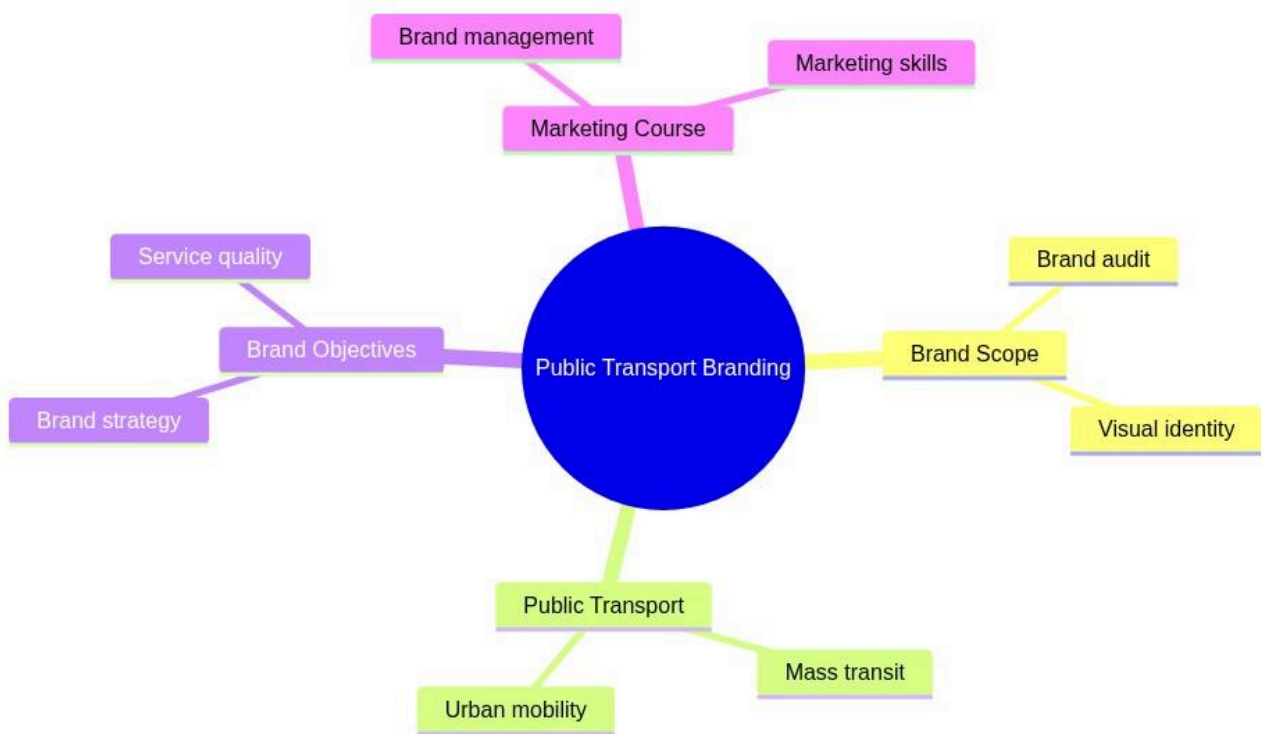 Brand management
Marketing skills
Marketing Course
Service quality
Brand audit
Brand Objectives
Public Transport Branding
Brand Scope
Brand strategy
Visual identity
Public Transport
Mass transit
Urban mobility